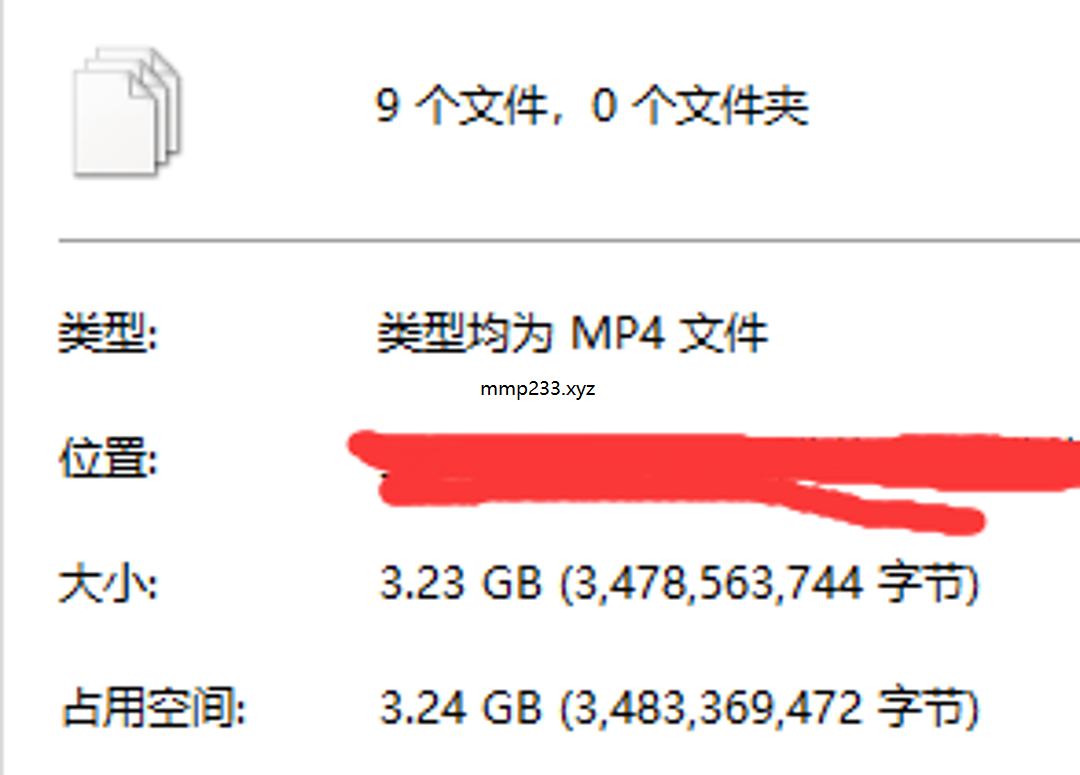 9 个文件，0 个文件夹
类型: 类型均为 MP4 文件
mmp233.xyz
位置:
大小: 3.23 GB (3,478,563,744 字节)
占用空间: 3.24 GB (3,483,369,472 字节)